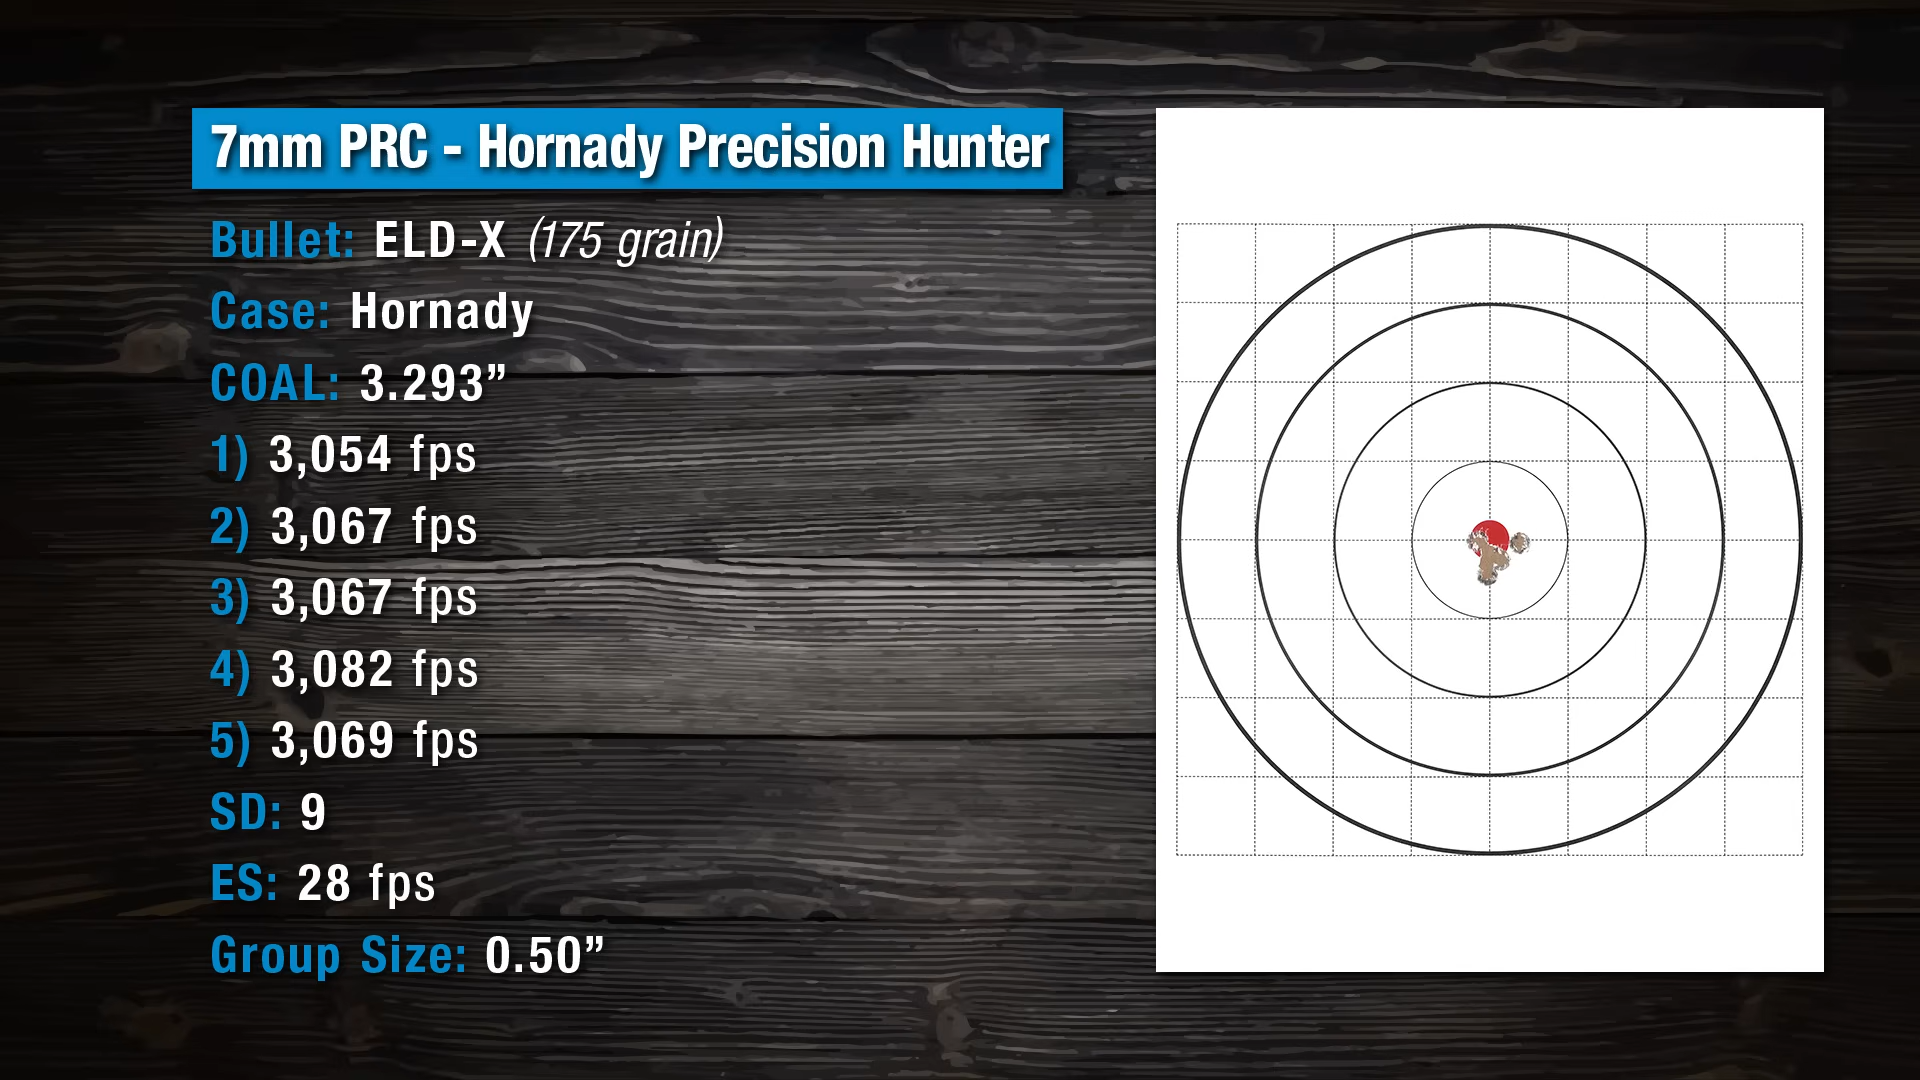 7mm PRC - Hornady Precision Hunter
Bullet: ELD-X (175 grain)
Case: Hornady
COAL: 3.293”
1) 3,054 fps
2) 3,067 fps
3) 3,067 fps
4) 3,082 fps
5) 3,069 fps
SD: 9
ES: 28 fps
Group Size: 0.50”